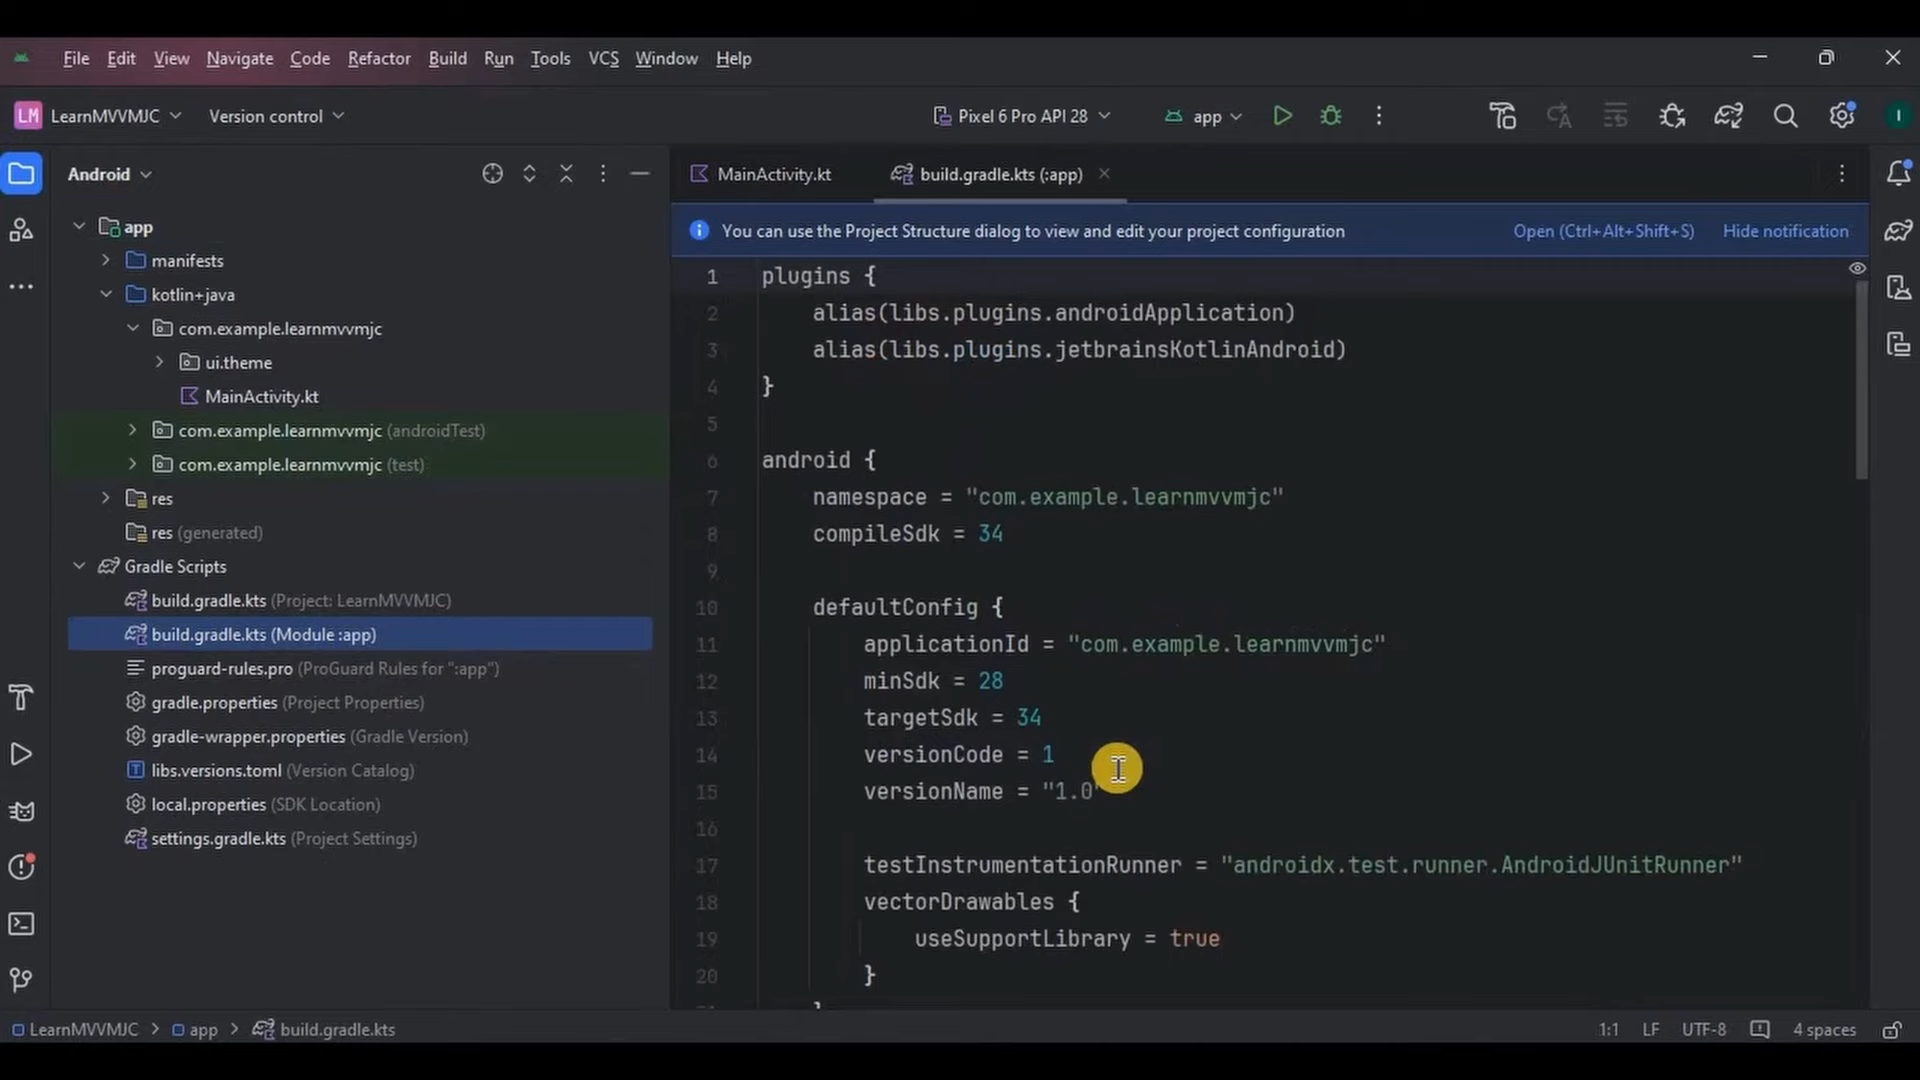 File Edit View Navigate Code Refactor Build Run Tools VCS Window Help
LM LearnMVVMJC Version control Pixel 6 Pro API 28 app I
Android
app
manifests
kotlin+java
com.example.learnmvvmjc
ui.theme
MainActivity.kt
com.example.learnmvvmjc (androidTest)
com.example.learnmvvmjc (test)
res
res (generated)
Gradle Scripts
build.gradle.kts (Project: LearnMVVMJC)
build.gradle.kts (Module :app)
proguard-rules.pro (ProGuard Rules for ":app")
gradle.properties (Project Properties)
gradle-wrapper.properties (Gradle Version)
libs.versions.toml (Version Catalog)
local.properties (SDK Location)
settings.gradle.kts (Project Settings)
MainActivity.kt build.gradle.kts (:app)
You can use the Project Structure dialog to view and edit your project configuration Open (Ctrl+Alt+Shift+S) Hide notification
1 plugins {
2 alias(libs.plugins.androidApplication)
3 alias(libs.plugins.jetbrainsKotlinAndroid)
4 }
5
6 android {
7 namespace = "com.example.learnmvvmjc"
8 compileSdk = 34
9
10 defaultConfig {
11 applicationId = "com.example.learnmvvmjc"
12 minSdk = 28
13 targetSdk = 34
14 versionCode = 1
15 versionName = "1.0"
16
17 testInstrumentationRunner = "androidx.test.runner.AndroidJUnitRunner"
18 vectorDrawables {
19 useSupportLibrary = true
20 }
LearnMVVMJC > app > build.gradle.kts 1:1 LF UTF-8 4 spaces